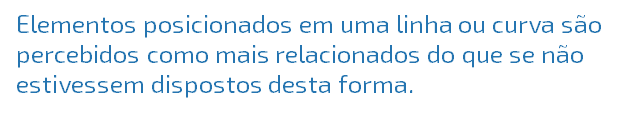 Elementos posicionados em uma linha ou curva são
percebidos como mais relacionados do que se não
estivessem dispostos desta forma.